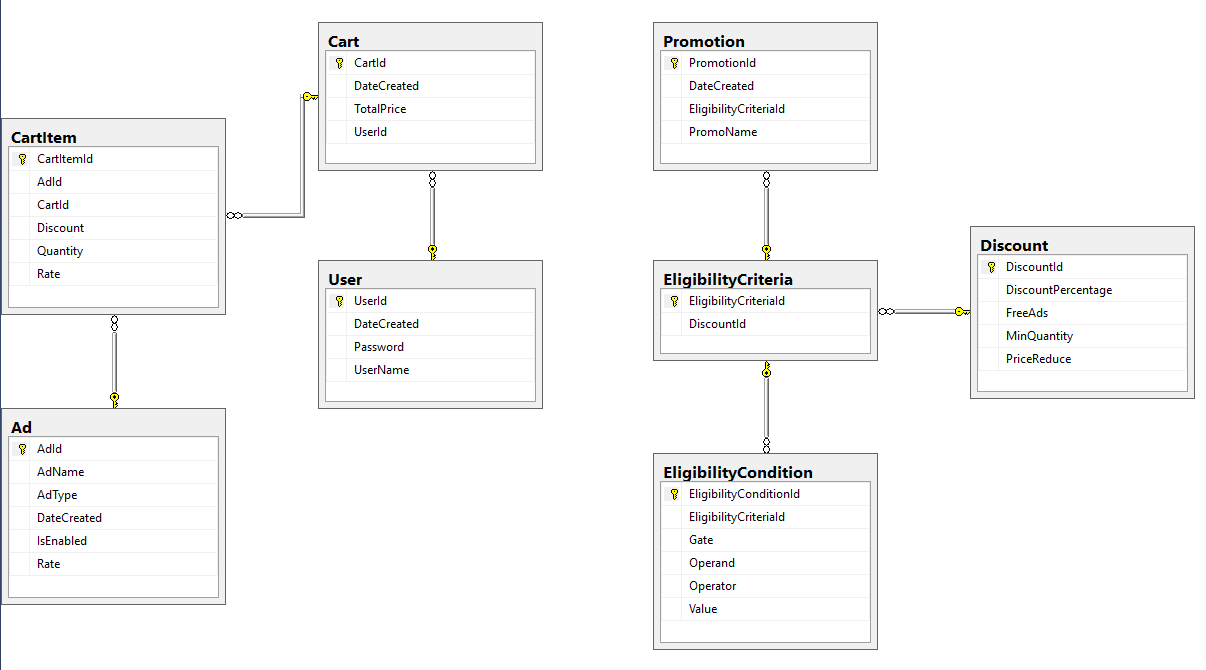 Cart
CartId
DateCreated
TotalPrice
UserId
Promotion
PromotionId
DateCreated
EligibilityCriteriaId
PromoName
CartItem
CartItemId
AdId
CartId
Discount
Quantity
Rate
User
UserId
DateCreated
Password
UserName
EligibilityCriteria
EligibilityCriteriaId
DiscountId
Discount
DiscountId
DiscountPercentage
FreeAds
MinQuantity
PriceReduce
Ad
AdId
AdName
AdType
DateCreated
IsEnabled
Rate
EligibilityCondition
EligibilityConditionId
EligibilityCriteriaId
Gate
Operand
Operator
Value